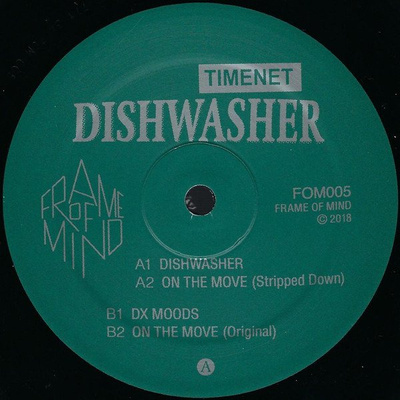 TIMENET
DISHWASHER
FRAME
OF
MIND
FOM005
FRAME OF MIND
© 2018
A1 DISHWASHER
A2 ON THE MOVE (Stripped Down)
B1 DX MOODS
B2 ON THE MOVE (Original)
A